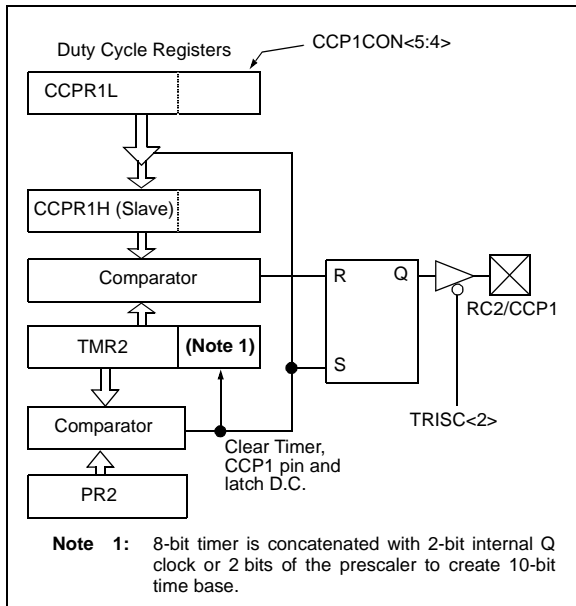 Duty Cycle Registers
CCP1CON<5:4>
CCPR1L
CCPR1H (Slave)
Comparator
R
Q
RC2/CCP1
TMR2
(Note 1)
S
TRISC<2>
Comparator
Clear Timer,
CCP1 pin and
latch D.C.
PR2
Note 1: 8-bit timer is concatenated with 2-bit internal Q
clock or 2 bits of the prescaler to create 10-bit
time base.